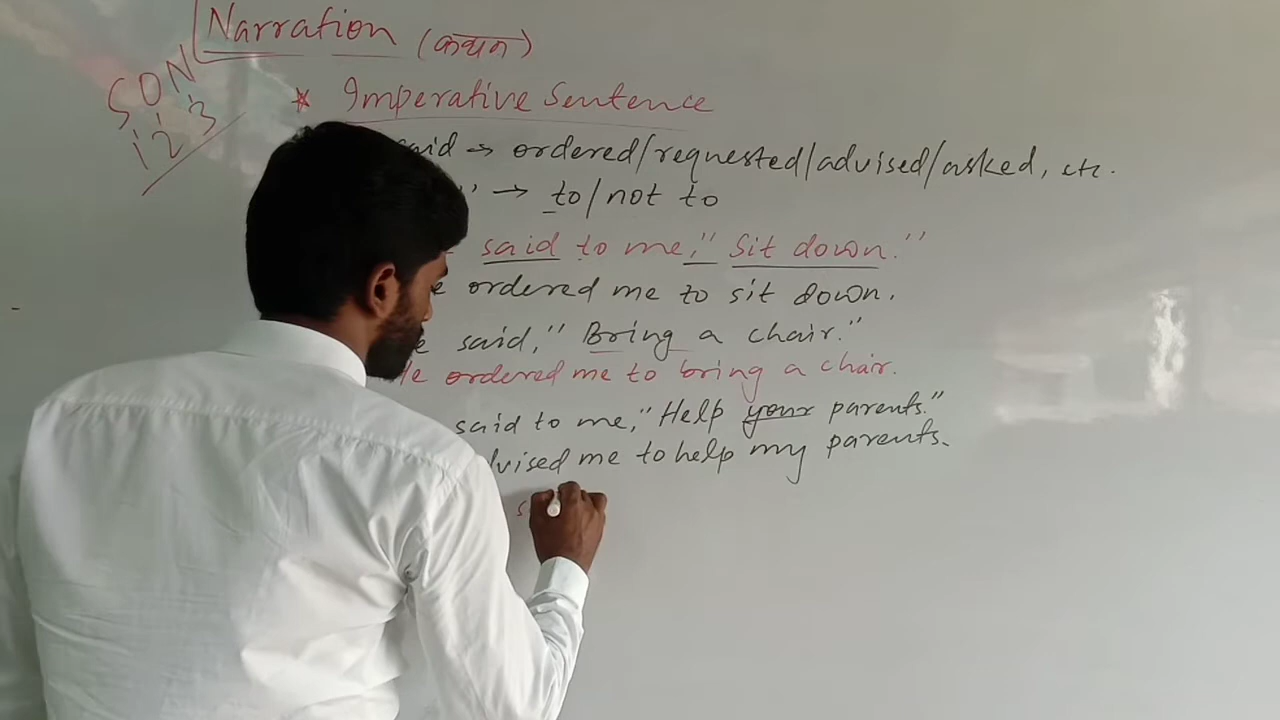 Narration (कथन)
SON
1 2 3
* Imperative Sentence
said → ordered/requested/advised/asked, etc.
" → to/not to
said to me," Sit down."
ordered me to sit down.
said," Bring a chair."
He ordered me to bring a chair.
said to me,"Help your parents."
me to help my parents.